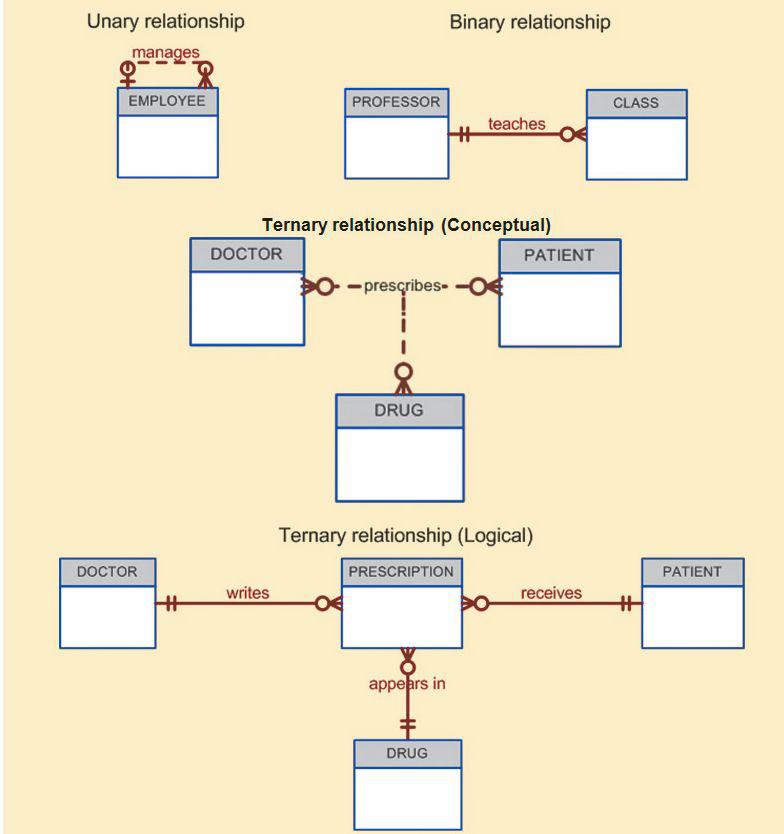 Unary relationship
Binary relationship
manages
EMPLOYEE
PROFESSOR
teaches
CLASS
Ternary relationship (Conceptual)
DOCTOR
prescribes
PATIENT
DRUG
Ternary relationship (Logical)
DOCTOR
writes
PRESCRIPTION
receives
PATIENT
appears in
DRUG